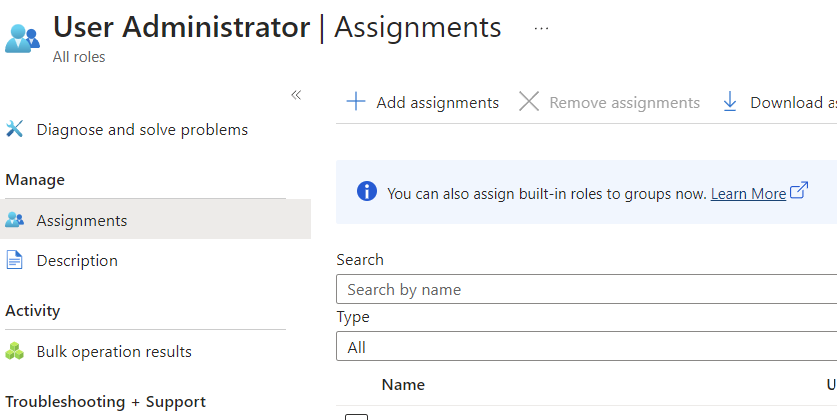 User Administrator | Assignments ...
All roles
«
Diagnose and solve problems
Manage
Assignments
Description
Activity
Bulk operation results
Troubleshooting + Support
Add assignments
Remove assignments
Download
You can also assign built-in roles to groups now. Learn More
Search
Search by name
Type
All
Name